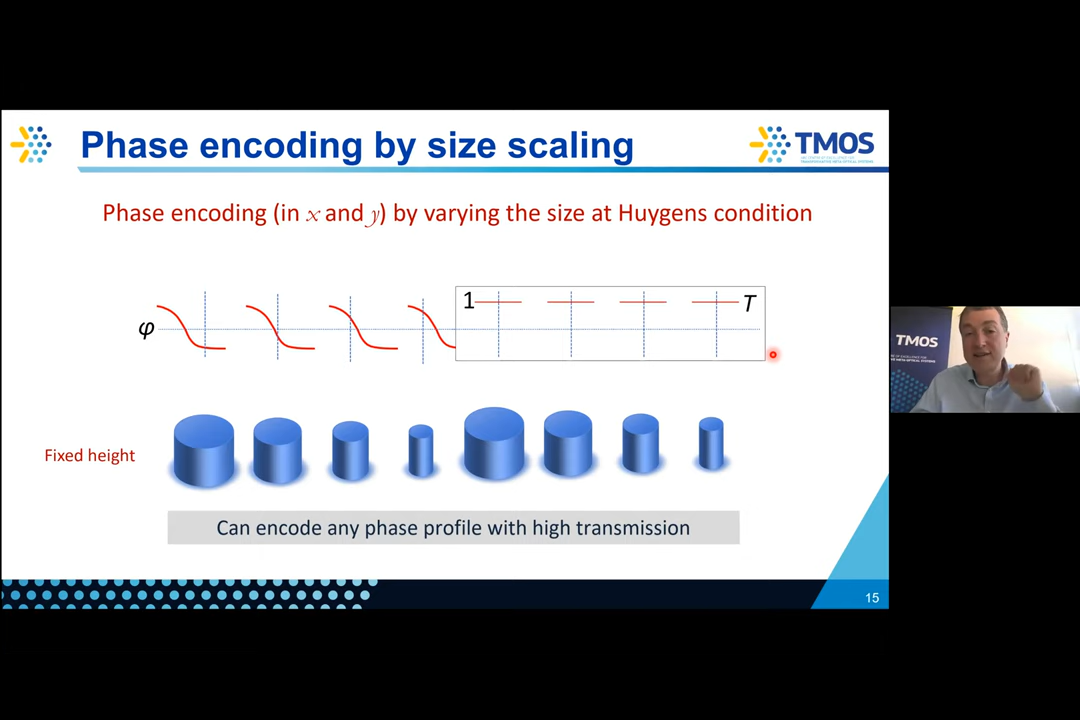 Phase encoding by size scaling
TMOS
Phase encoding (in x and y) by varying the size at Huygens condition
φ
1
T
TMOS
Fixed height
Can encode any phase profile with high transmission
15